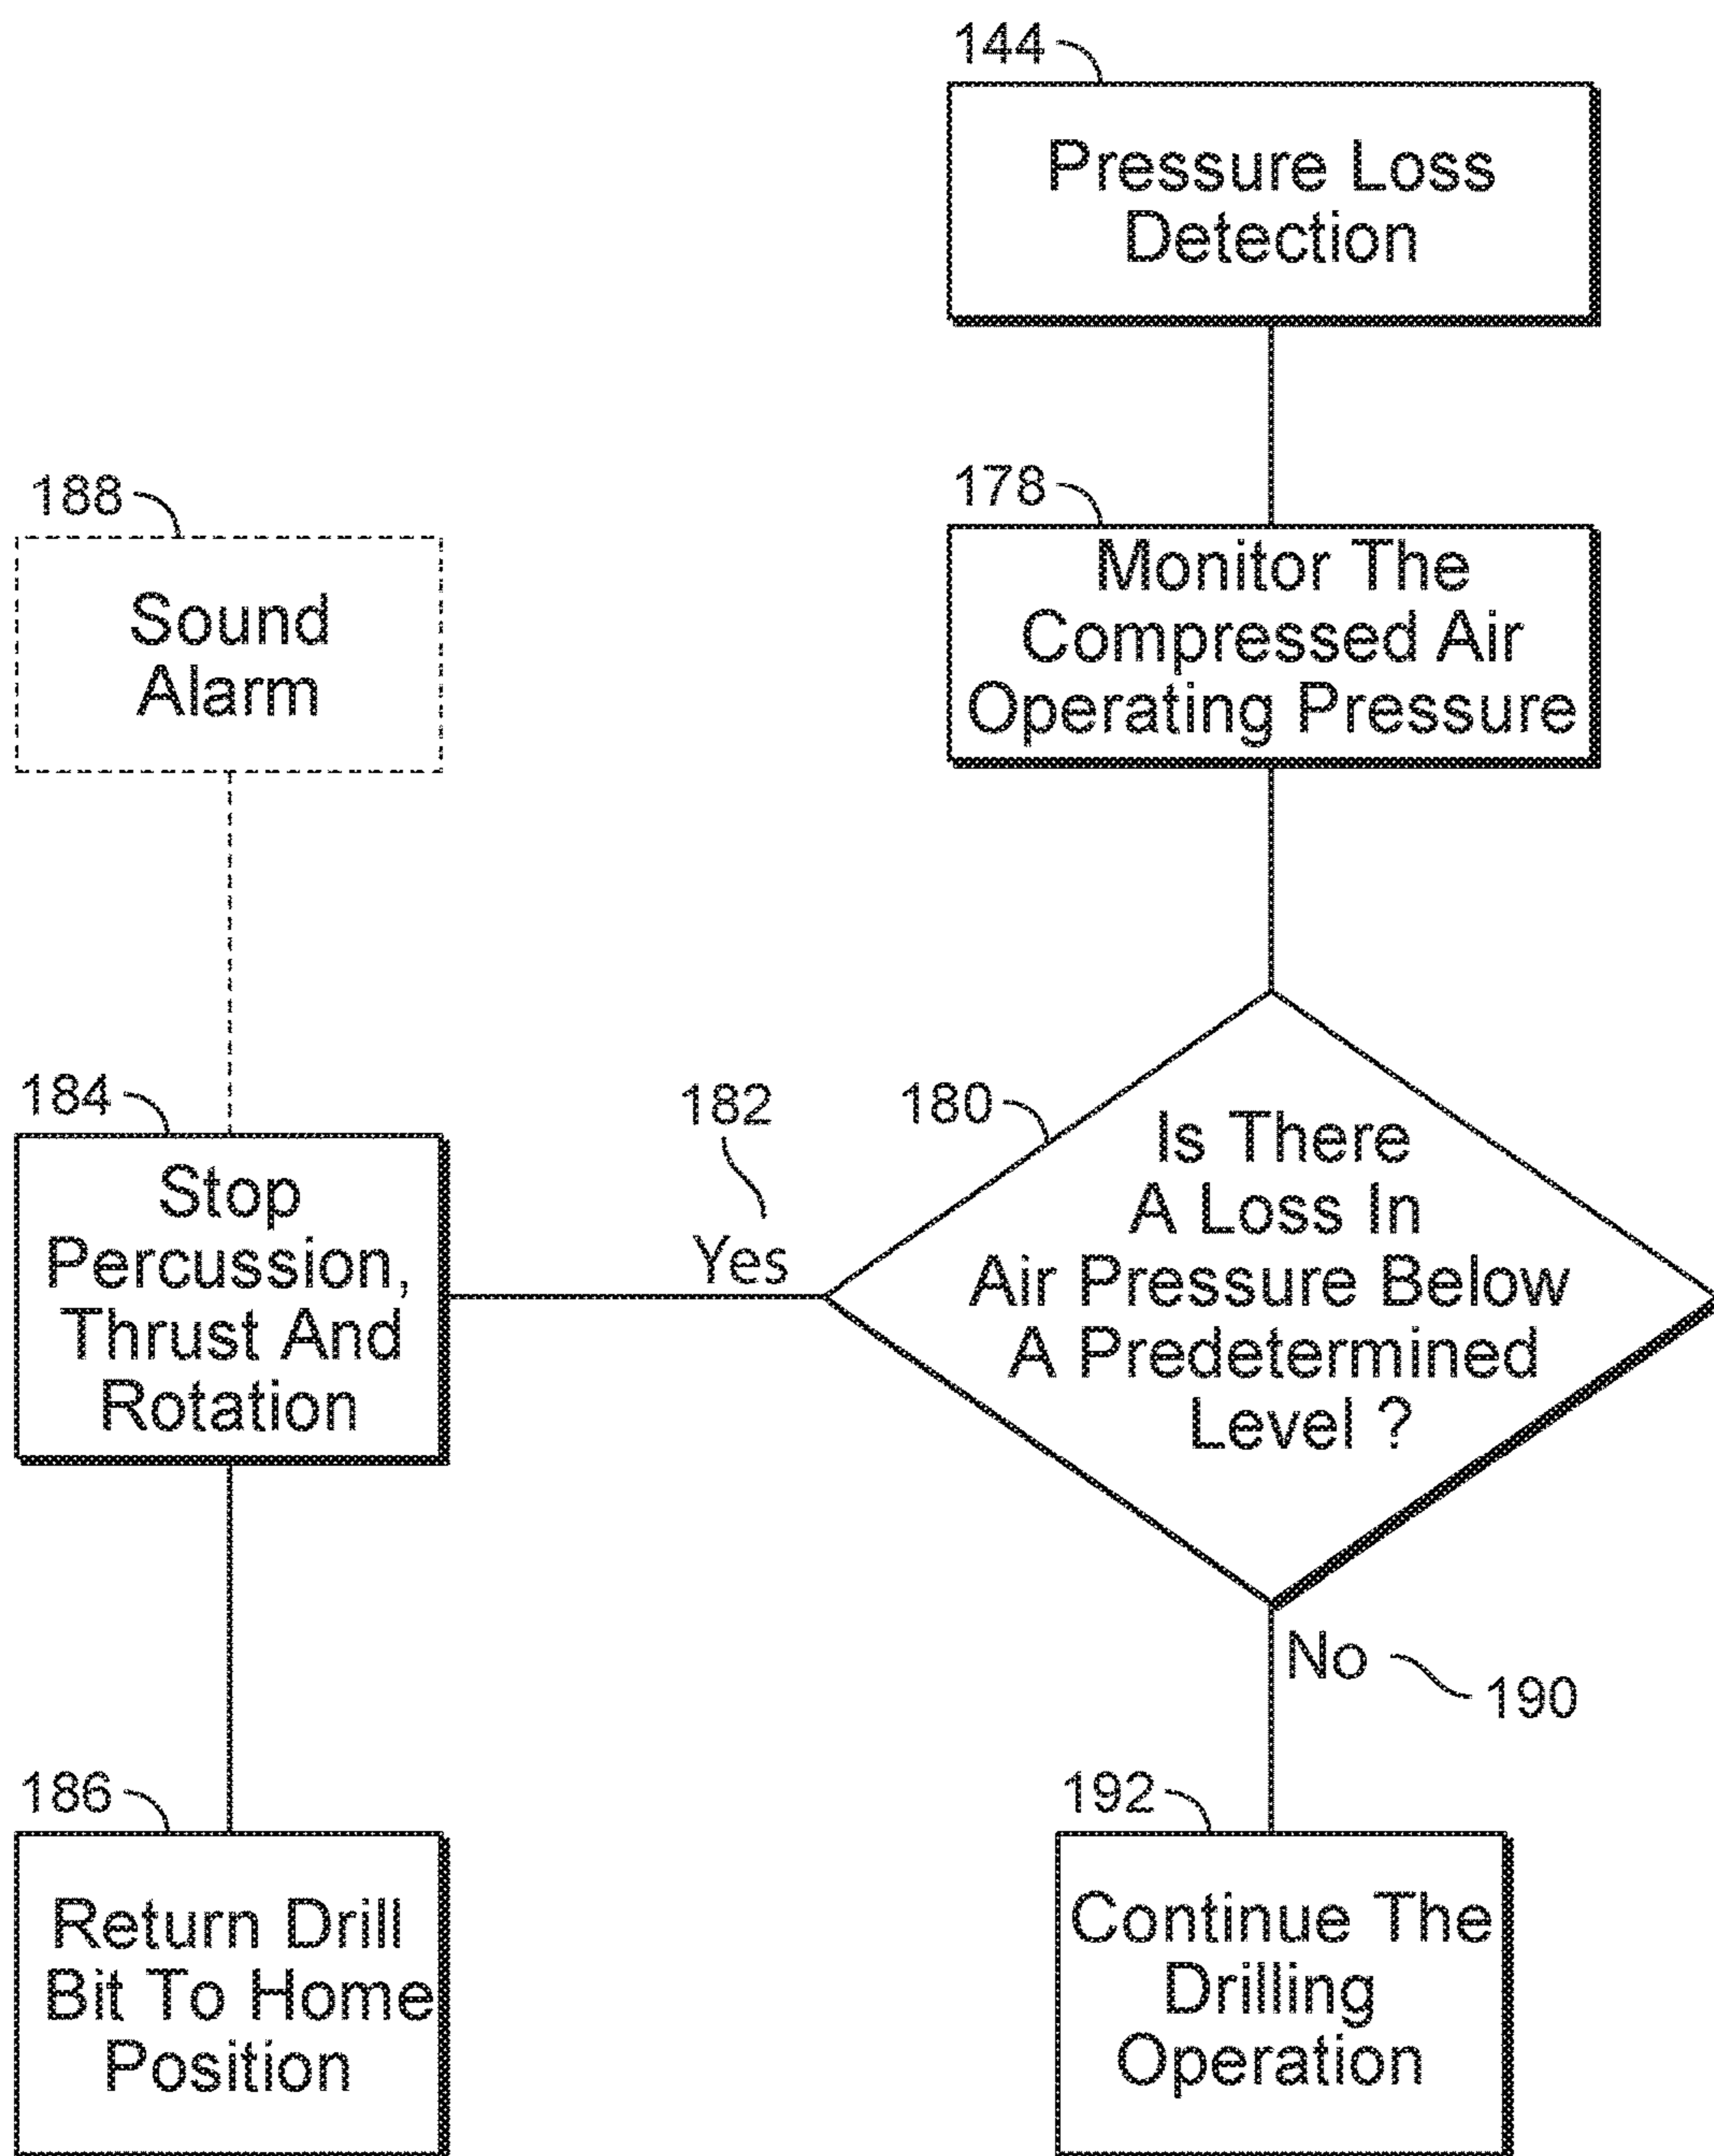 144
Pressure Loss
Detection
178
Monitor The
Compressed Air
Operating Pressure
188
Sound
Alarm
180
Is There
A Loss In
Air Pressure Below
A Predetermined
Level ?
182
Yes
184
Stop
Percussion,
Thrust And
Rotation
186
Return Drill
Bit To Home
Position
No
190
192
Continue The
Drilling
Operation